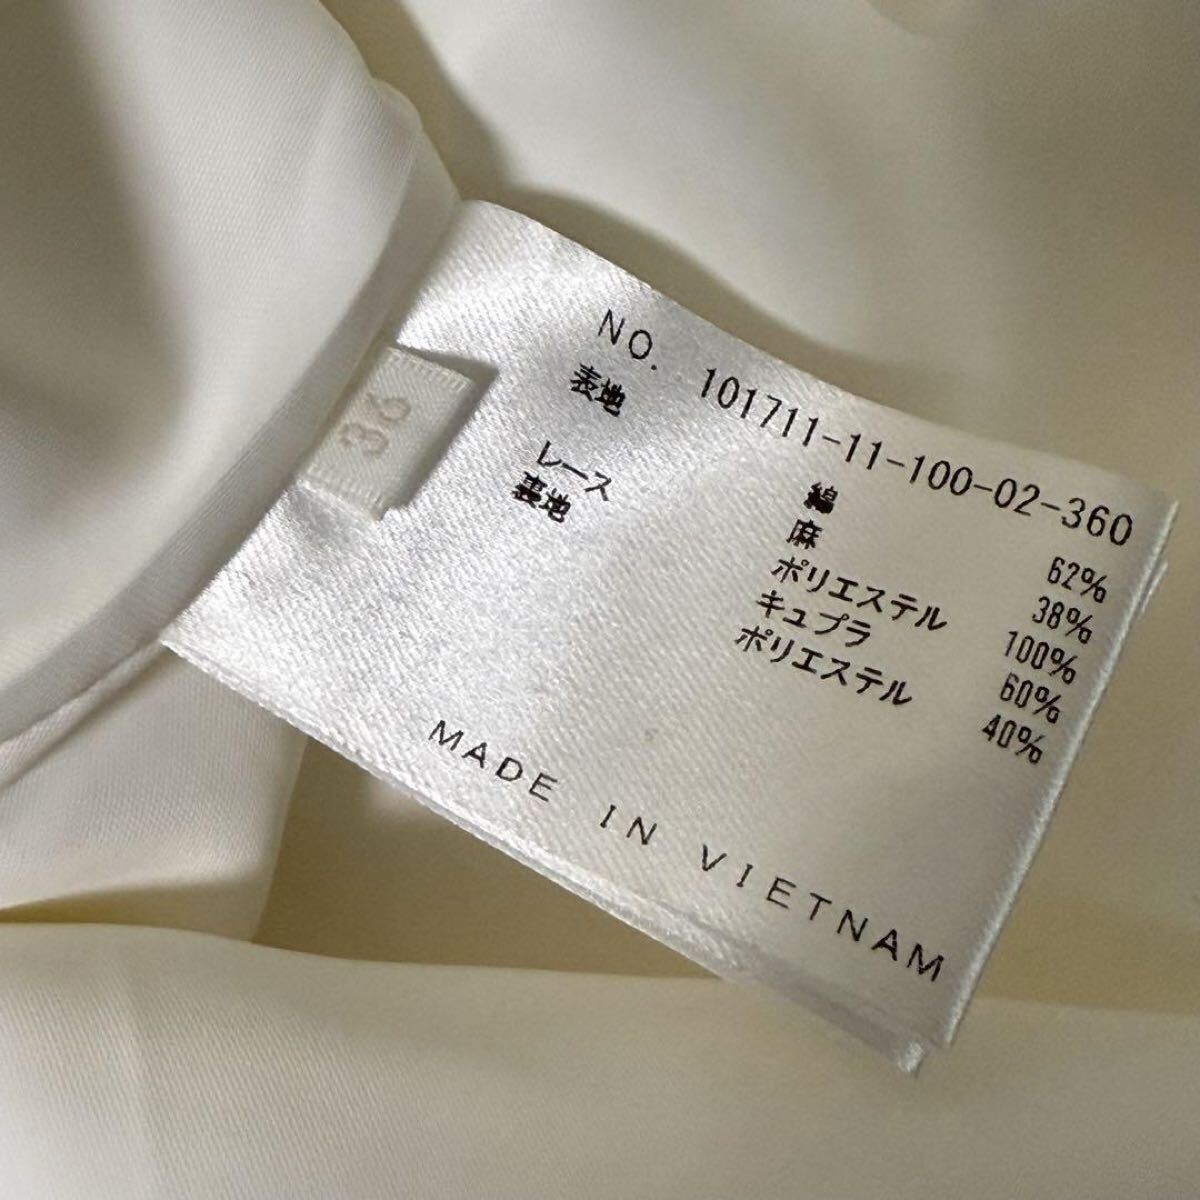 NO. 101711-11-100-02-360
表地 綿 62%
麻 38%
レース ポリエステル 100%
裏地 キュプラ 60%
ポリエステル 40%
MADE IN VIETNAM
36